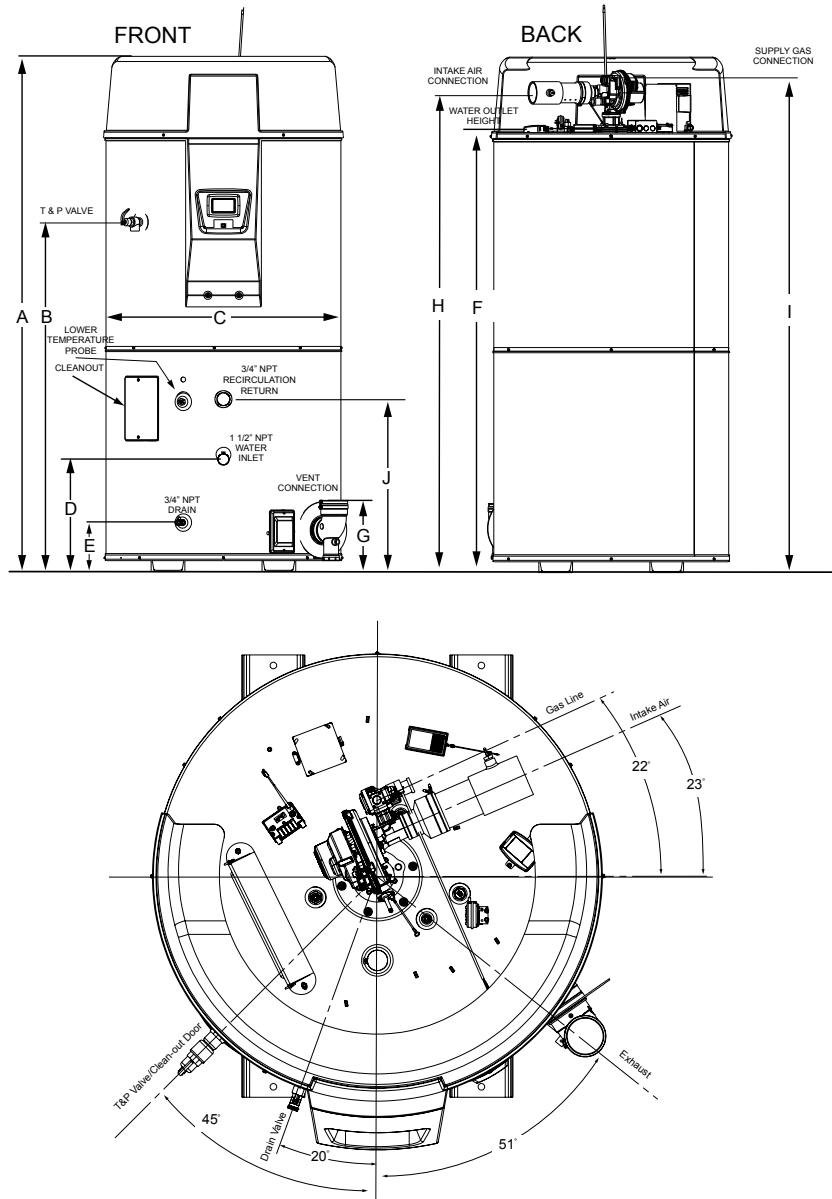 FRONT
BACK
INTAKE AIR
CONNECTION
SUPPLY GAS
CONNECTION
WATER OUTLET
HEIGHT
T & P VALVE
A
B
C
H
F
I
LOWER
TEMPERATURE
PROBE
CLEANOUT
3/4" NPT
RECIRCULATION
RETURN
1 1/2" NPT
WATER
INLET
J
D
3/4" NPT
DRAIN
VENT
CONNECTION
E
G
Gas Line
Intake Air
22°
23°
T&P Valve/Clean-out Door
Drain Valve
Exhaust
45°
20°
51°